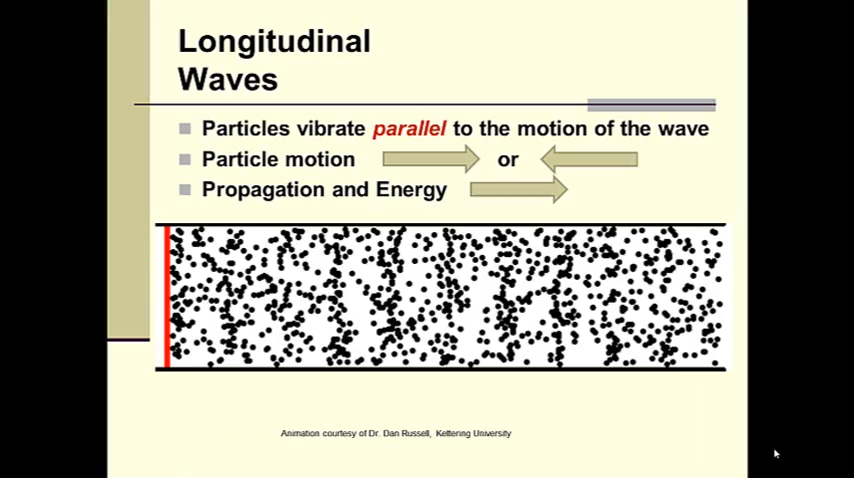 Longitudinal
Waves
Particles vibrate parallel to the motion of the wave
Particle motion or
Propagation and Energy
Animation courtesy of Dr. Dan Russell, Kettering University